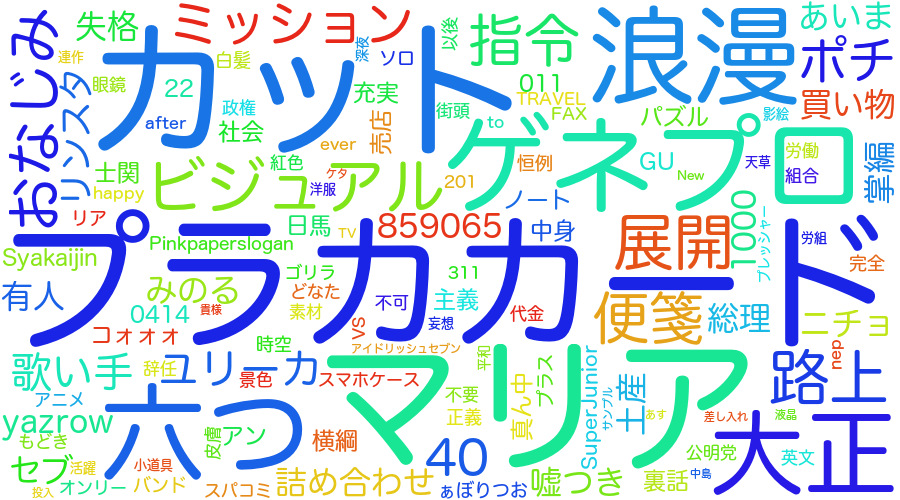 おなじみ
失格
ミッション
指令
浪漫
あいま
ポチ
連作
眼鏡
カット
白髪
深夜
ソロ
以後
011
TRAVEL
FAX
パズル
影絵
買い物
リンスタ
22
政権
充実
街頭
to
after
社会
ever
売店
ゲネプロ
恒例
GU
New
天草
労働
組合
掌編
士関
happy
紅色
洋服
ケタ
ビジュアル
201
ノート
リア
日馬
TV
859065
中身
展開
1000
プレッシャー
労組
完全
Pinkpaperslogan
Syakaijin
プラカード
カ
有人
みのる
ゴリラ
どなた
素材
311
不可
主義
妄想
代金
便箋
総理
ニチョ
0414
貴様
コォォォ
時空
VS
アイドリッシュセブン
平和
nep
歌い手
辞任
ユリーカ
景色
スマホケース
不要
正義
真ん中
プラス
マリア
SuperJunior
サンプル
土産
路上
アニメ
六つ
yazrow
もどき
皮膚
アン
横綱
40
あす
差し入れ
液晶
大正
セブ
活躍
小道具
公明党
英文
投入
オンリー
バンド
スパコミ
詰め合わせ
ぁぼりつお
嘘つき
裏話
中島